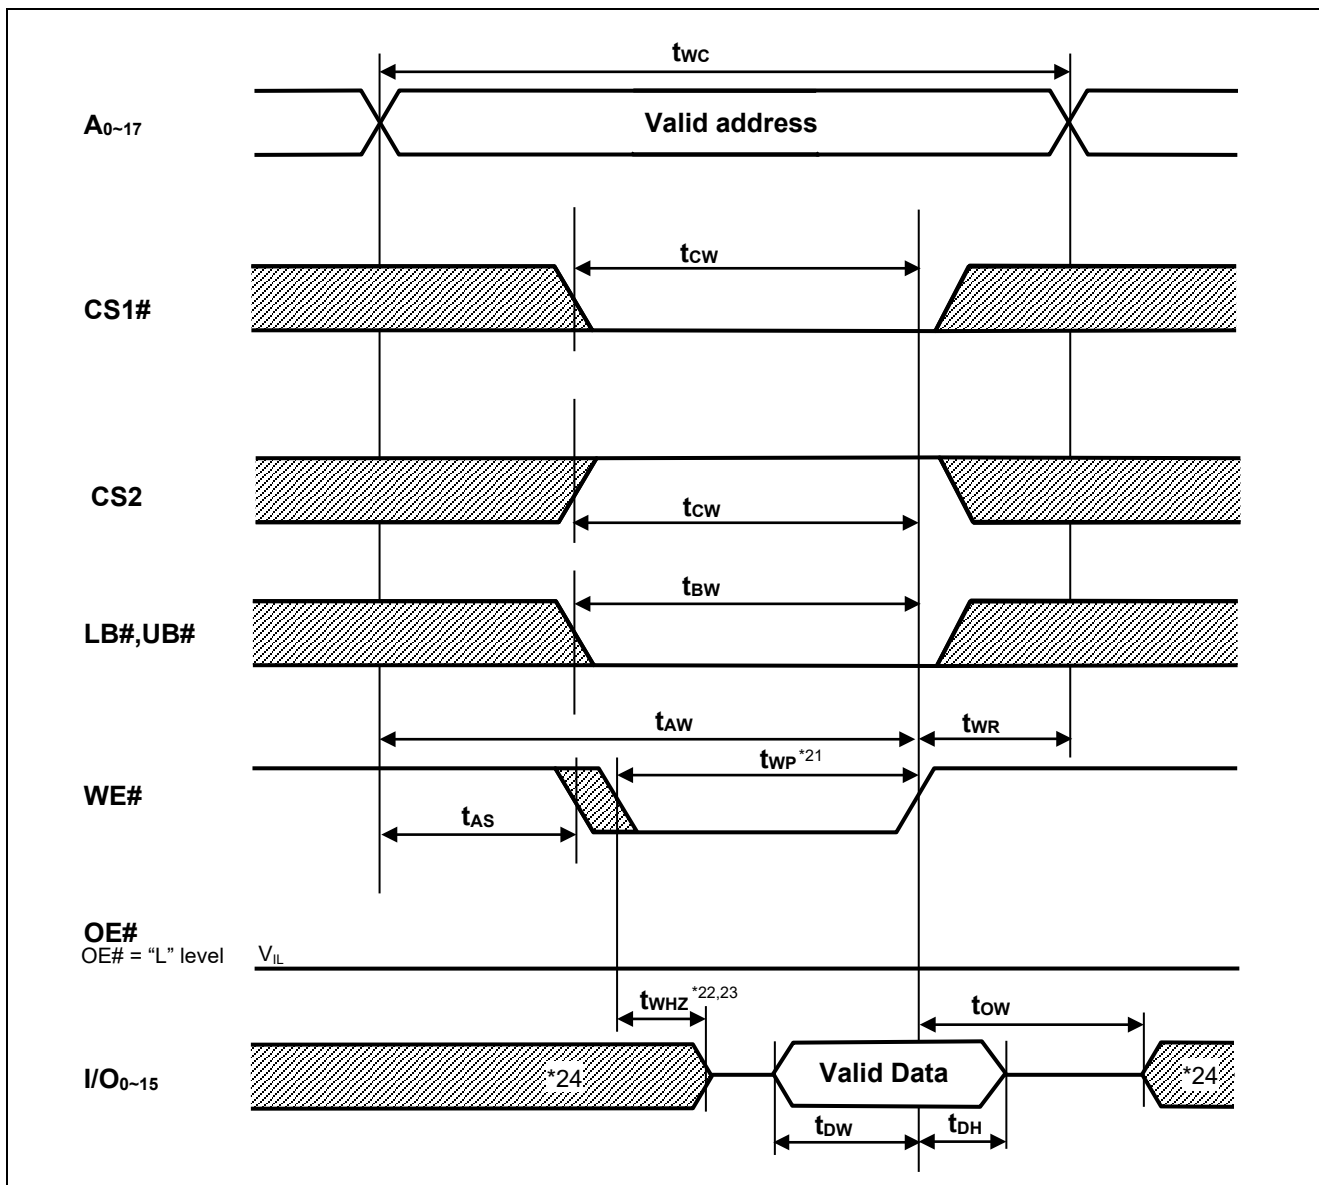 tWC
A0~17
Valid address
tCW
CS1#
CS2
tCW
tBW
LB#,UB#
tAW
tWR
tWP *21
WE#
tAS
OE#
OE# = “L” level VIL
tWHZ *22,23
tOW
I/O0~15
*24
Valid Data
*24
tDW
tDH